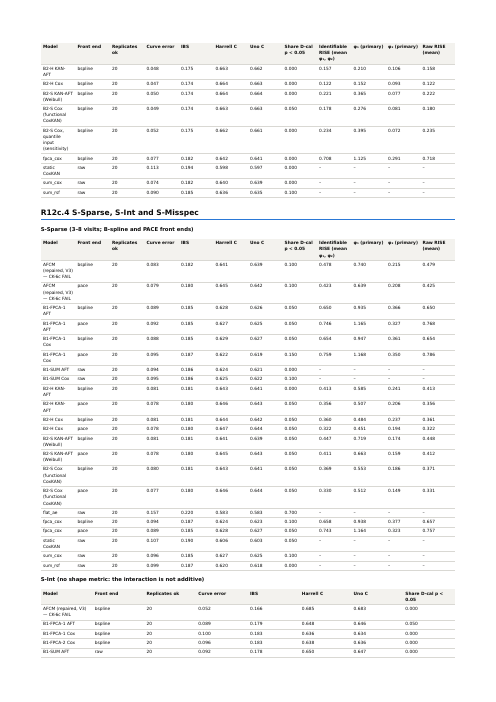 Model Front end Replicates ok Curve error IBS Harrell C Uno C Share D-cal p < 0.05 Identifiable RISE (mean φ₁, φ₂) φ₁ (primary) φ₂ (primary) Raw RISE (mean)
B2-H KAN-AFT bspline 20 0.048 0.175 0.663 0.662 0.000 0.157 0.210 0.106 0.158
B2-H Cox bspline 20 0.047 0.174 0.664 0.663 0.000 0.122 0.152 0.093 0.122
B2-S KAN-AFT (Weibull) bspline 20 0.050 0.174 0.664 0.664 0.000 0.221 0.365 0.077 0.222
B2-S Cox (functional CoxKAN) bspline 20 0.049 0.174 0.663 0.663 0.050 0.178 0.276 0.081 0.180
B2-S Cox, quantile input (sensitivity) bspline 20 0.052 0.175 0.662 0.661 0.000 0.234 0.395 0.072 0.235
fpca_cox bspline 20 0.077 0.182 0.642 0.641 0.000 0.708 1.125 0.291 0.718
static CoxKAN raw 20 0.113 0.194 0.598 0.597 0.000 – – – –
sum_cox raw 20 0.074 0.182 0.640 0.639 0.000 – – – –
sum_rsf raw 20 0.090 0.185 0.636 0.635 0.100 – – – –
R12c.4 S-Sparse, S-Int and S-Misspec
S-Sparse (3–8 visits; B-spline and PACE front ends)
Model Front end Replicates ok Curve error IBS Harrell C Uno C Share D-cal p < 0.05 Identifiable RISE (mean φ₁, φ₂) φ₁ (primary) φ₂ (primary) Raw RISE (mean)
AFCM (repaired, V3) — CK-6c FAIL bspline 20 0.083 0.182 0.641 0.639 0.100 0.478 0.740 0.215 0.479
AFCM (repaired, V3) — CK-6c FAIL pace 20 0.079 0.180 0.645 0.642 0.100 0.423 0.639 0.208 0.425
B1-FPCA-1 AFT bspline 20 0.089 0.185 0.628 0.626 0.050 0.650 0.935 0.366 0.650
B1-FPCA-1 AFT pace 20 0.092 0.185 0.627 0.625 0.050 0.746 1.165 0.327 0.768
B1-FPCA-1 Cox bspline 20 0.088 0.185 0.629 0.627 0.050 0.654 0.947 0.361 0.654
B1-FPCA-1 Cox pace 20 0.095 0.187 0.622 0.619 0.150 0.759 1.168 0.350 0.786
B1-SUM AFT raw 20 0.094 0.186 0.624 0.621 0.000 – – – –
B1-SUM Cox raw 20 0.095 0.186 0.625 0.622 0.100 – – – –
B2-H KAN-AFT bspline 20 0.081 0.181 0.643 0.641 0.000 0.413 0.585 0.241 0.413
B2-H KAN-AFT pace 20 0.078 0.180 0.646 0.643 0.000 0.356 0.507 0.206 0.356
B2-H Cox bspline 20 0.081 0.181 0.644 0.642 0.000 0.360 0.484 0.237 0.361
B2-H Cox pace 20 0.078 0.180 0.647 0.644 0.050 0.322 0.451 0.194 0.322
B2-S KAN-AFT (Weibull) bspline 20 0.081 0.181 0.641 0.639 0.050 0.447 0.719 0.174 0.448
B2-S KAN-AFT (Weibull) pace 20 0.078 0.181 0.645 0.643 0.050 0.411 0.663 0.159 0.412
B2-S Cox (functional CoxKAN) bspline 20 0.080 0.181 0.643 0.641 0.050 0.369 0.553 0.186 0.371
B2-S Cox (functional CoxKAN) pace 20 0.077 0.180 0.646 0.644 0.050 0.330 0.512 0.149 0.331
flat_ae raw 20 0.157 0.220 0.583 0.583 0.700 – – – –
fpca_cox bspline 20 0.094 0.187 0.624 0.623 0.100 0.658 0.938 0.377 0.657
fpca_cox pace 20 0.089 0.185 0.628 0.627 0.050 0.743 1.164 0.323 0.757
static CoxKAN raw 20 0.107 0.190 0.606 0.603 0.050 – – – –
sum_cox raw 20 0.096 0.185 0.627 0.625 0.100 – – – –
sum_rsf raw 20 0.099 0.187 0.620 0.618 0.000 – – – –
S-Int (no shape metric: the interaction is not additive)
Model Front end Replicates ok Curve error IBS Harrell C Uno C Share D-cal p < 0.05
AFCM (repaired, V3) — CK-6c FAIL bspline 20 0.052 0.166 0.685 0.683 0.000
B1-FPCA-1 AFT bspline 20 0.089 0.179 0.648 0.646 0.050
B1-FPCA-1 Cox bspline 20 0.100 0.183 0.636 0.634 0.000
B1-FPCA-2 Cox bspline 20 0.096 0.183 0.638 0.636 0.000
B1-SUM AFT raw 20 0.092 0.178 0.650 0.647 0.000